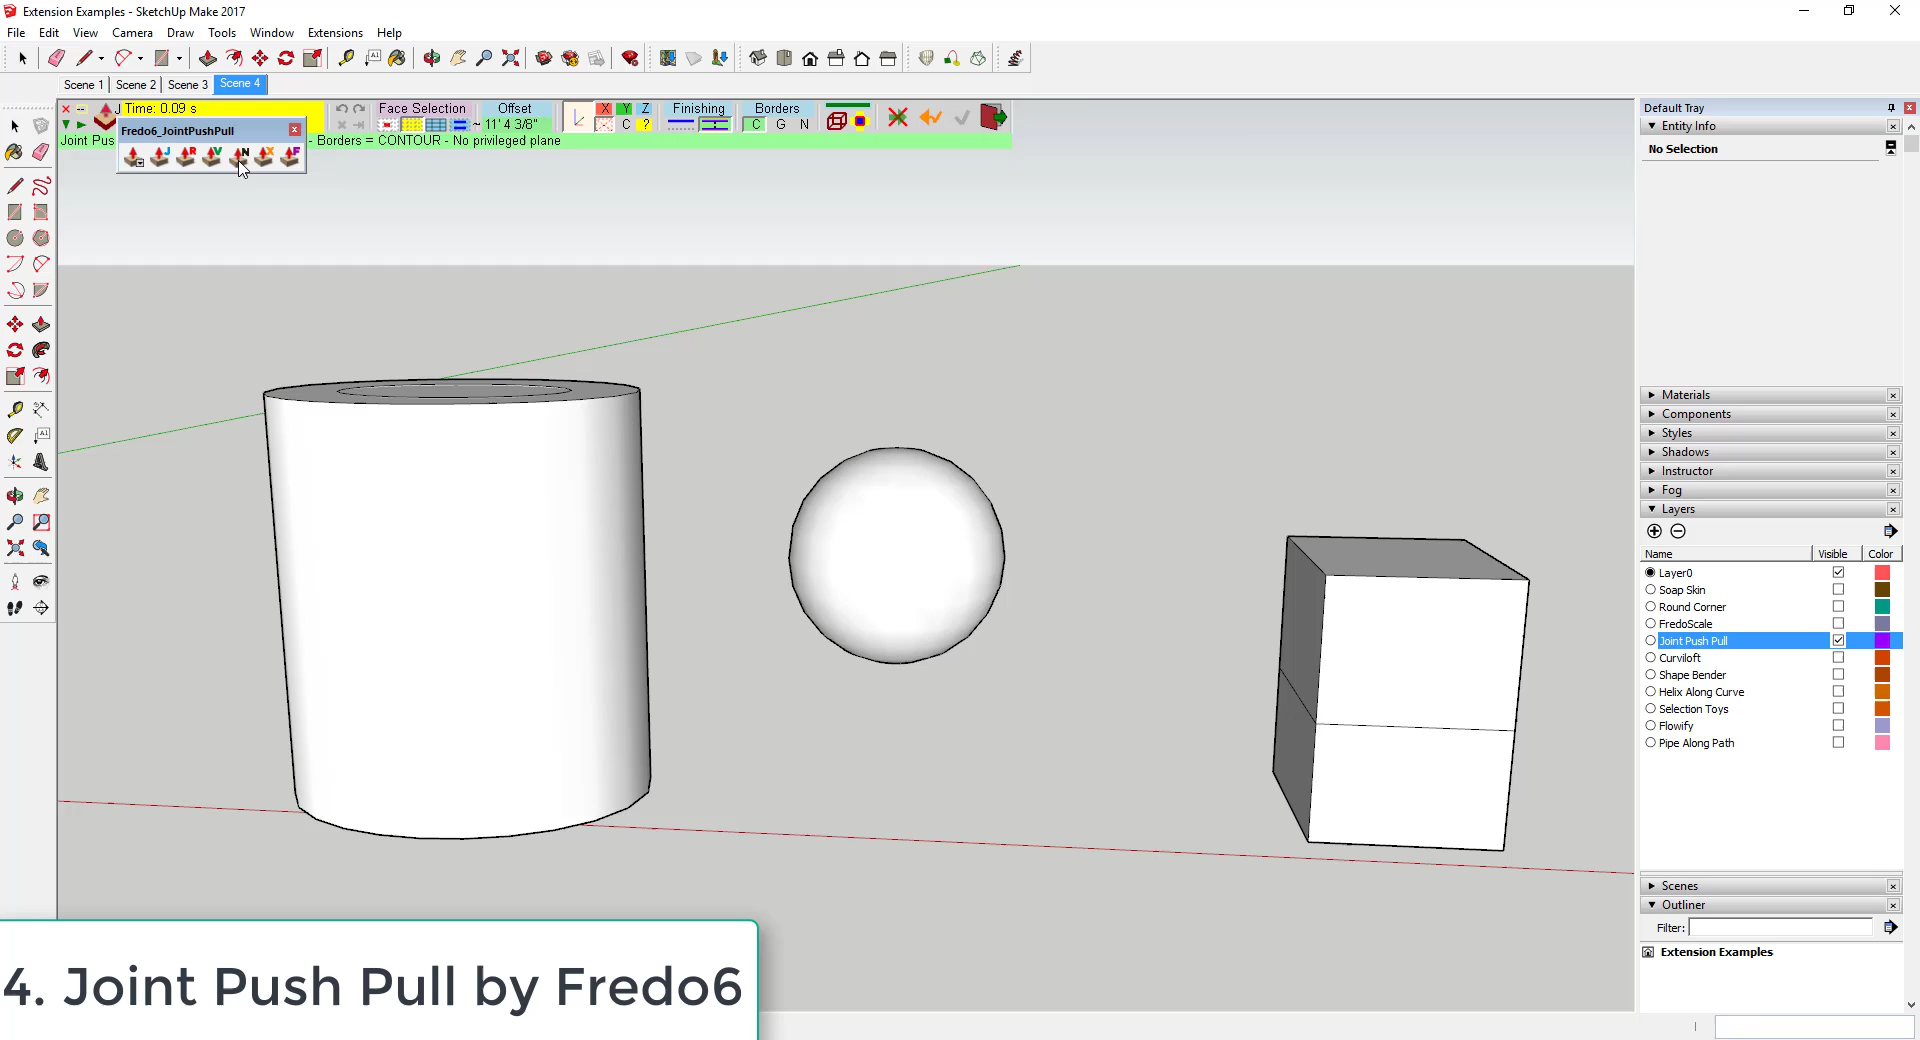 Extension Examples - SketchUp Make 2017
File Edit View Camera Draw Tools Window Extensions Help
Scene 1 Scene 2 Scene 3 Scene 4
J Time: 0.09 s
Face Selection
Offset
~ 11' 4 3/8"
X Y Z
C ?
Finishing
Borders
C G N
Fredo6_JointPushPull
J R V N X F
Joint Pus - Borders = CONTOUR - No privileged plane
Default Tray
Entity Info
No Selection
Materials
Components
Styles
Shadows
Instructor
Fog
Layers
Name Visible Color
Layer0
Soap Skin
Round Corner
FredoScale
Joint Push Pull
Curviloft
Shape Bender
Helix Along Curve
Selection Toys
Flowify
Pipe Along Path
Scenes
Outliner
Filter:
Extension Examples
4. Joint Push Pull by Fredo6